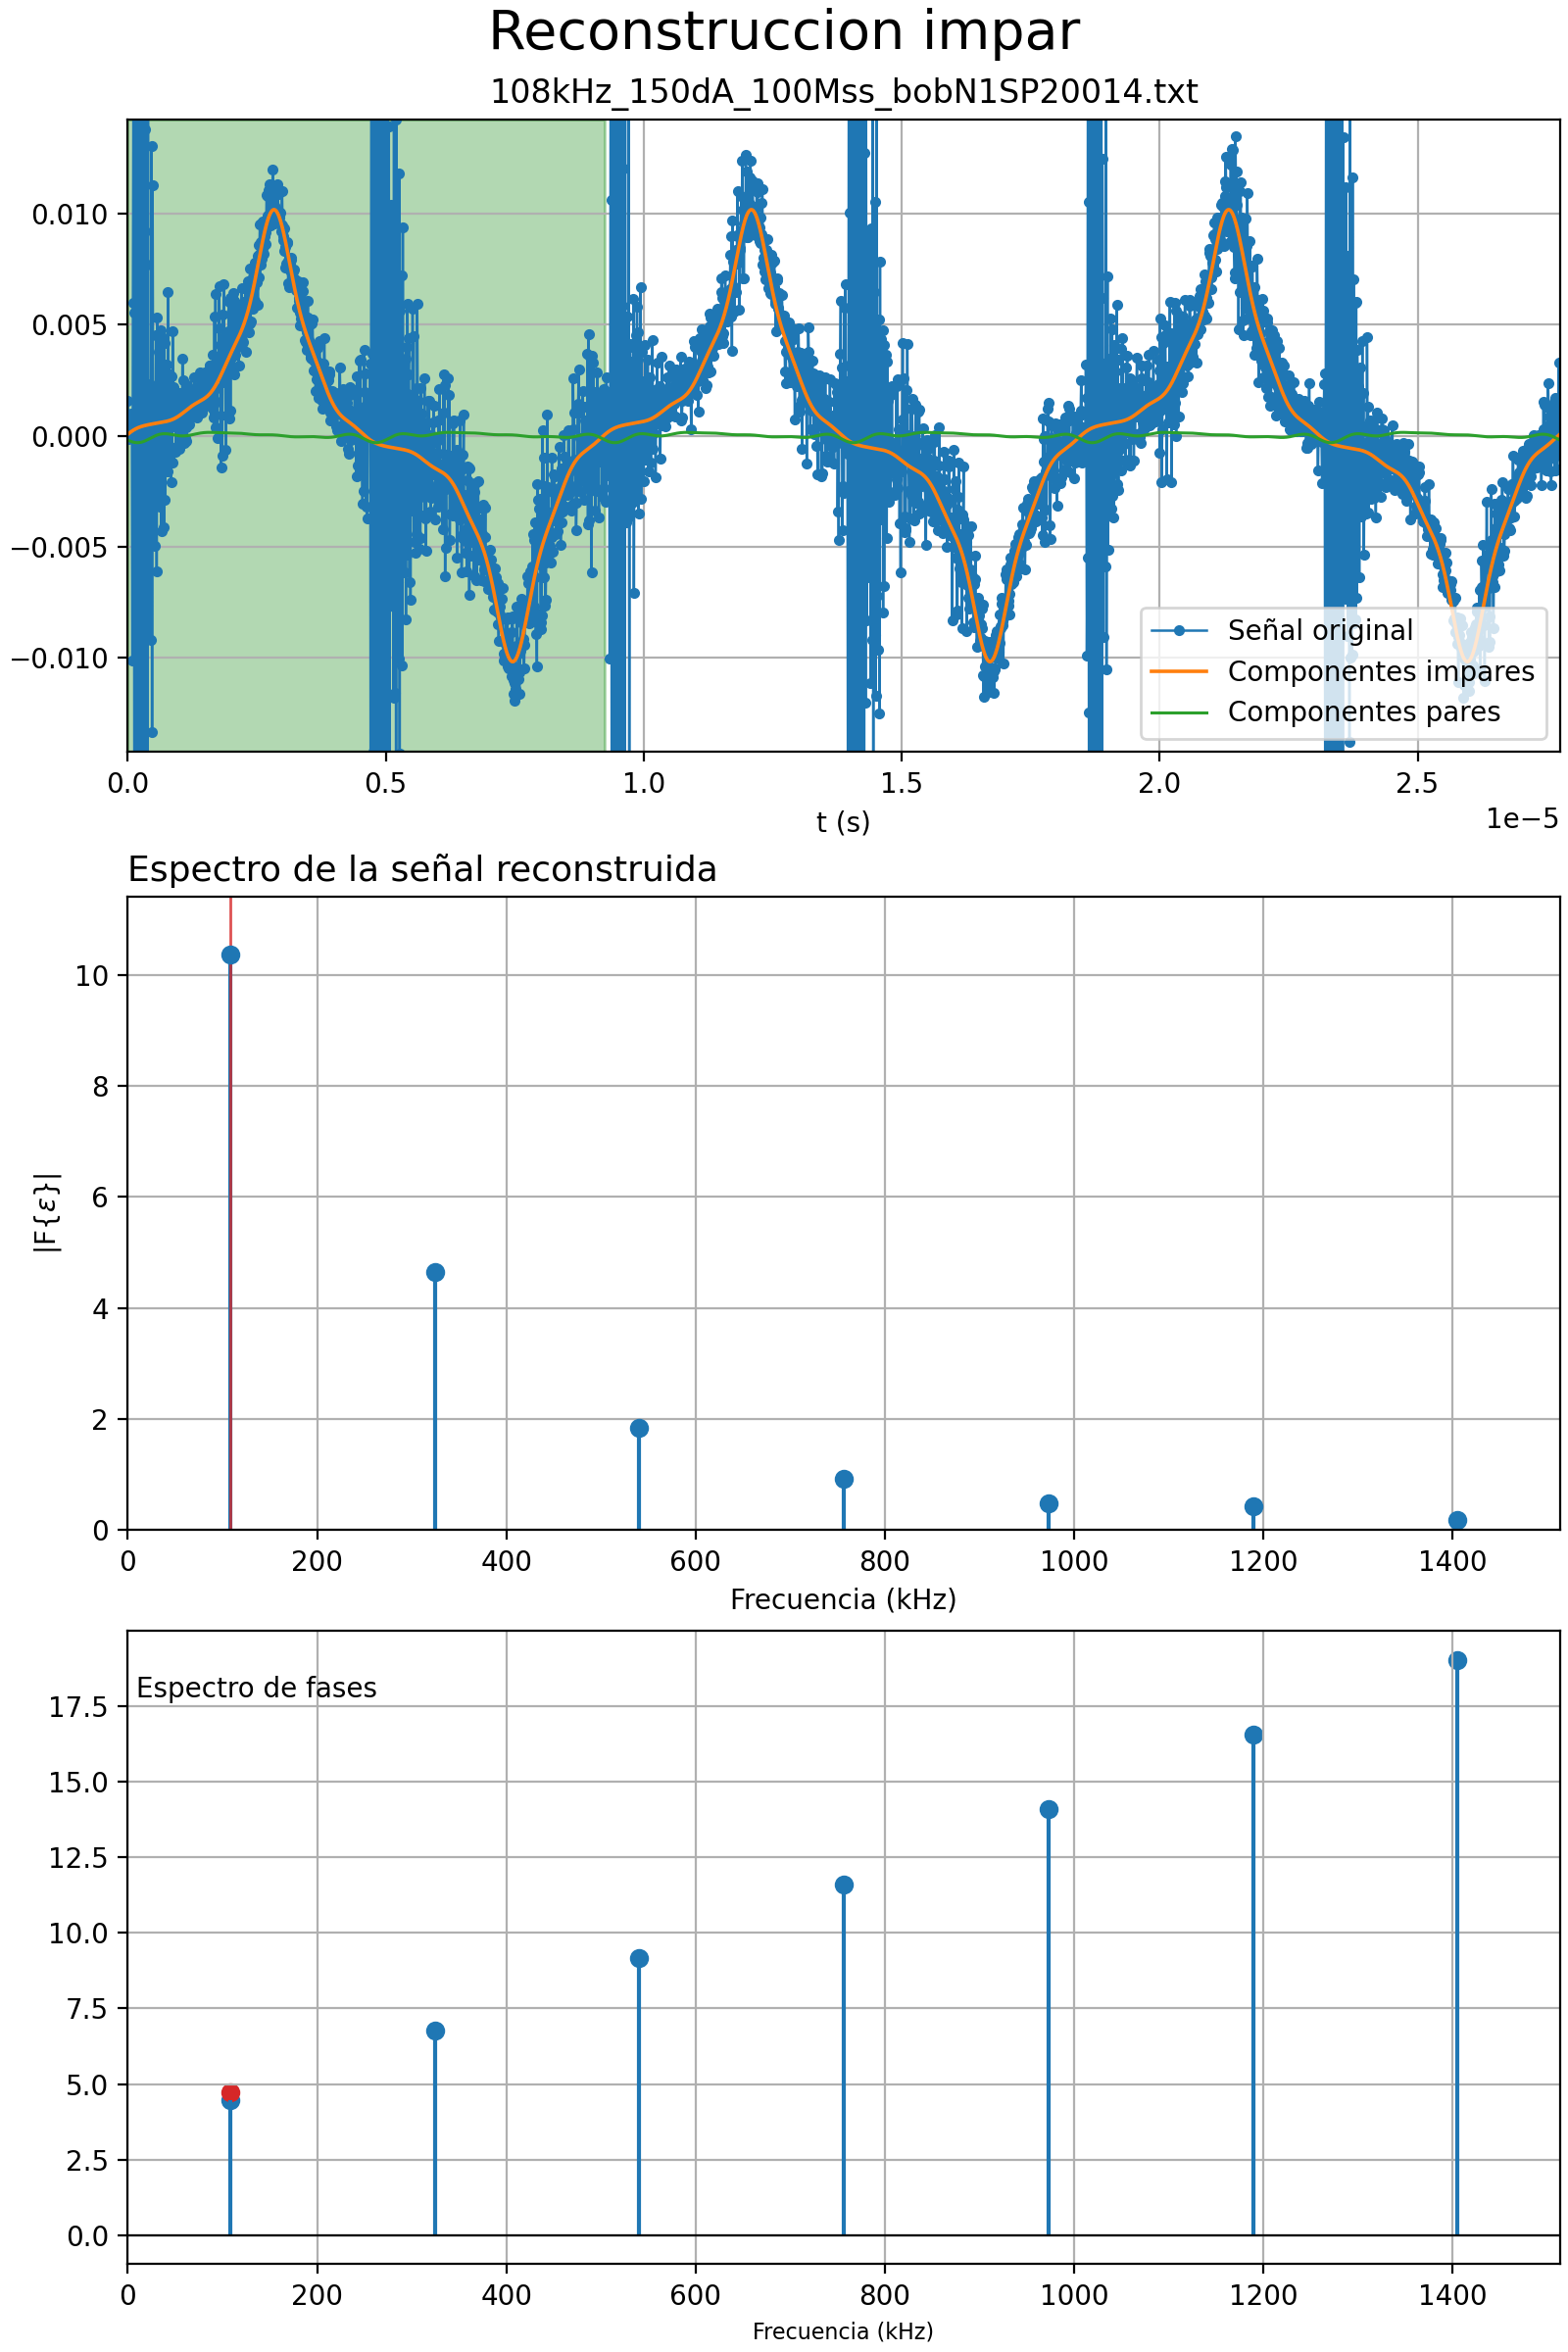 Reconstruccion impar
108kHz_150dA_100Mss_bobN1SP20014.txt
0.010
0.005
0.000
−0.005
−0.010
Señal original
Componentes impares
Componentes pares
0.0 0.5 1.0 1.5 2.0 2.5
t (s)
1e−5
Espectro de la señal reconstruida
10
8
6
4
2
0
|F{ε}|
0 200 400 600 800 1000 1200 1400
Frecuencia (kHz)
Espectro de fases
17.5
15.0
12.5
10.0
7.5
5.0
2.5
0.0
0 200 400 600 800 1000 1200 1400
Frecuencia (kHz)